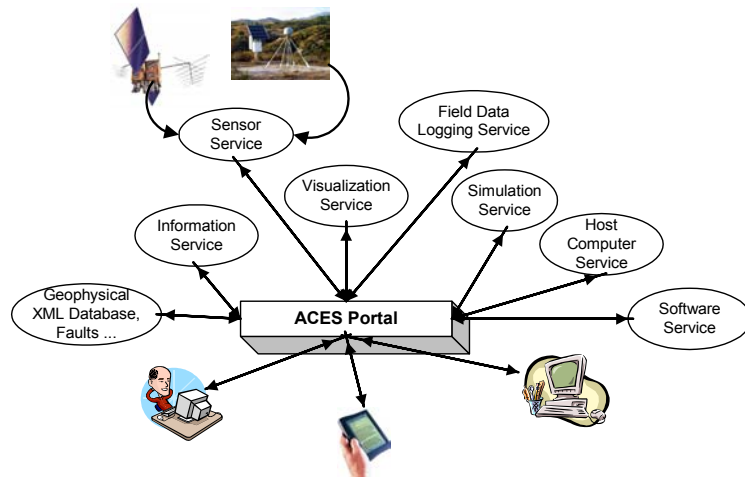 Field Data
Logging Service
Sensor
Service
Visualization
Service
Simulation
Service
Information
Service
Host
Computer
Service
Geophysical
XML Database,
Faults ...
ACES Portal
Software
Service